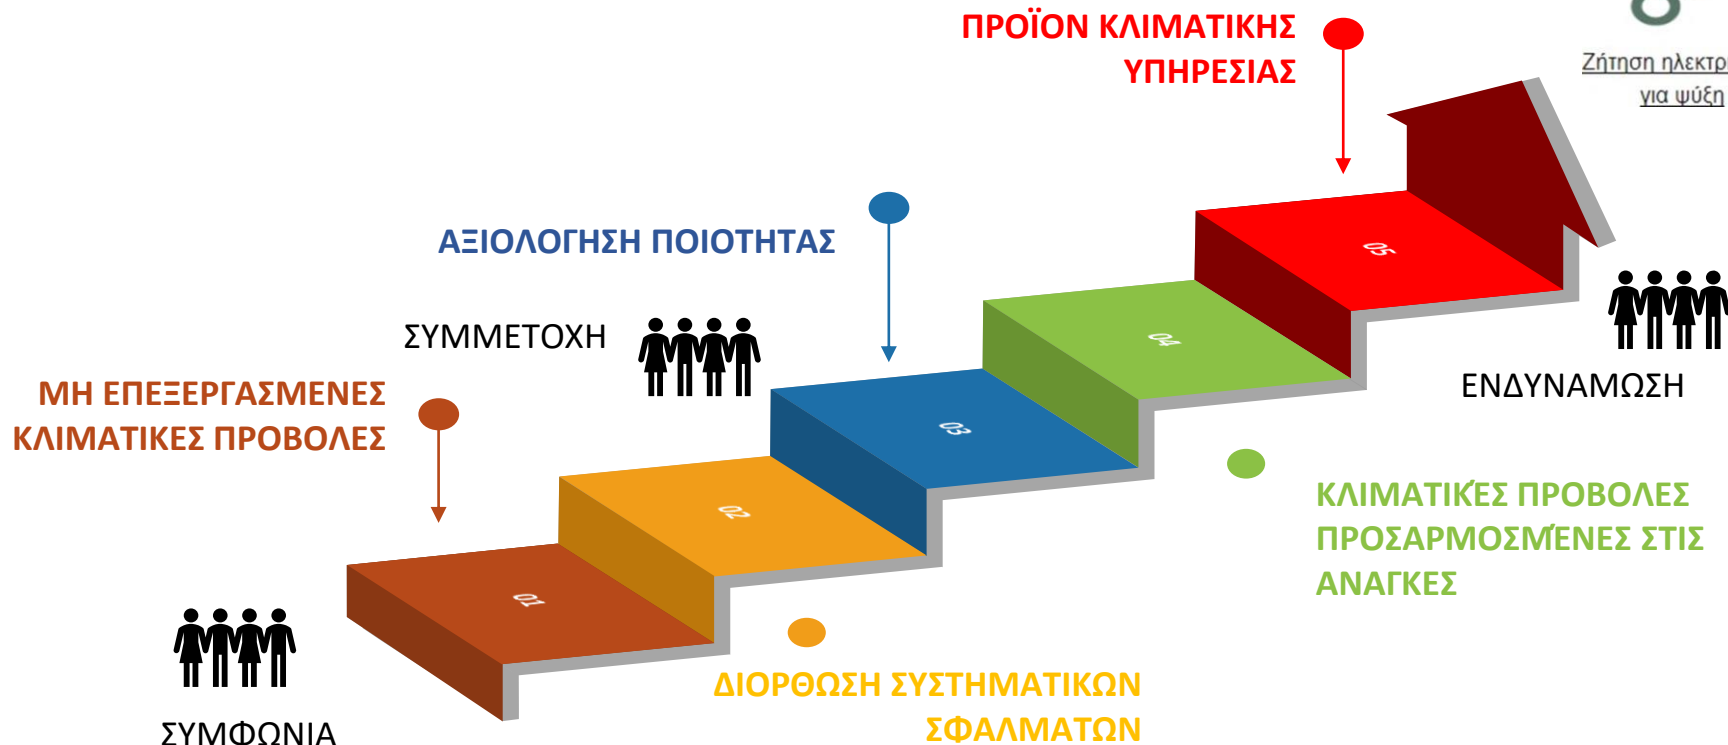 ΠΡΟΪΟΝ ΚΛΙΜΑΤΙΚΗΣ
ΥΠΗΡΕΣΙΑΣ
Ζήτηση
για ψύξη
ΑΞΙΟΛΟΓΗΣΗ ΠΟΙΟΤΗΤΑΣ
ΣΥΜΜΕΤΟΧΗ
ΜΗ ΕΠΕΞΕΡΓΑΣΜΕΝΕΣ
ΚΛΙΜΑΤΙΚΕΣ ΠΡΟΒΟΛΕΣ
05
04
03
02
01
ΕΝΔΥΝΑΜΩΣΗ
ΚΛΙΜΑΤΙΚΈΣ ΠΡΟΒΟΛΕΣ
ΠΡΟΣΑΡΜΟΣΜΈΝΕΣ ΣΤΙΣ
ΑΝΑΓΚΕΣ
ΔΙΟΡΘΩΣΗ ΣΥΣΤΗΜΑΤΙΚΩΝ
ΣΦΑΛΜΑΤΩΝ
ΣΥΜΦΩΝΙΑ